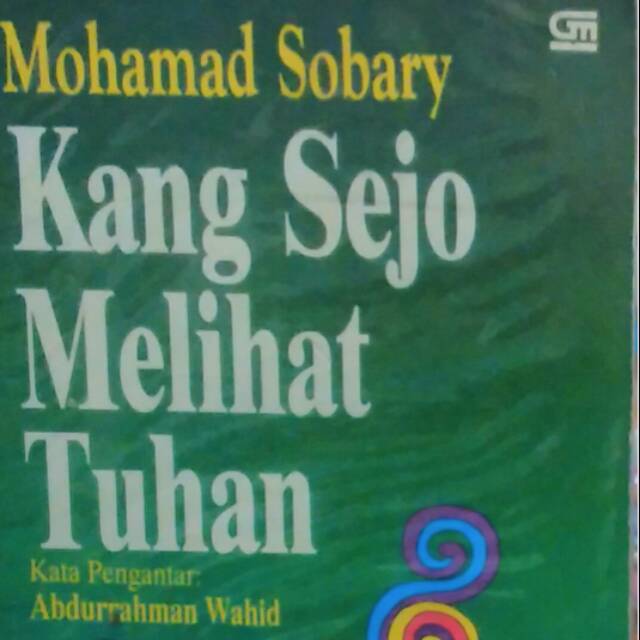 Mohamad Sobary
Kang Sejo
Melihat
Tuhan
Kata Pengantar:
Abdurrahman Wahid